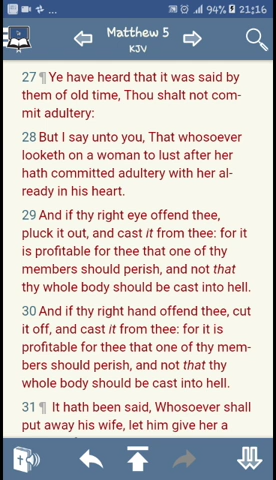 94% 21:16
Matthew 5
KJV
27 ¶ Ye have heard that it was said by
them of old time, Thou shalt not com-
mit adultery:
28 But I say unto you, That whosoever
looketh on a woman to lust after her
hath committed adultery with her al-
ready in his heart.
29 And if thy right eye offend thee,
pluck it out, and cast it from thee: for it
is profitable for thee that one of thy
members should perish, and not that
thy whole body should be cast into hell.
30 And if thy right hand offend thee, cut
it off, and cast it from thee: for it is
profitable for thee that one of thy mem-
bers should perish, and not that thy
whole body should be cast into hell.
31 ¶ It hath been said, Whosoever shall
put away his wife, let him give her a